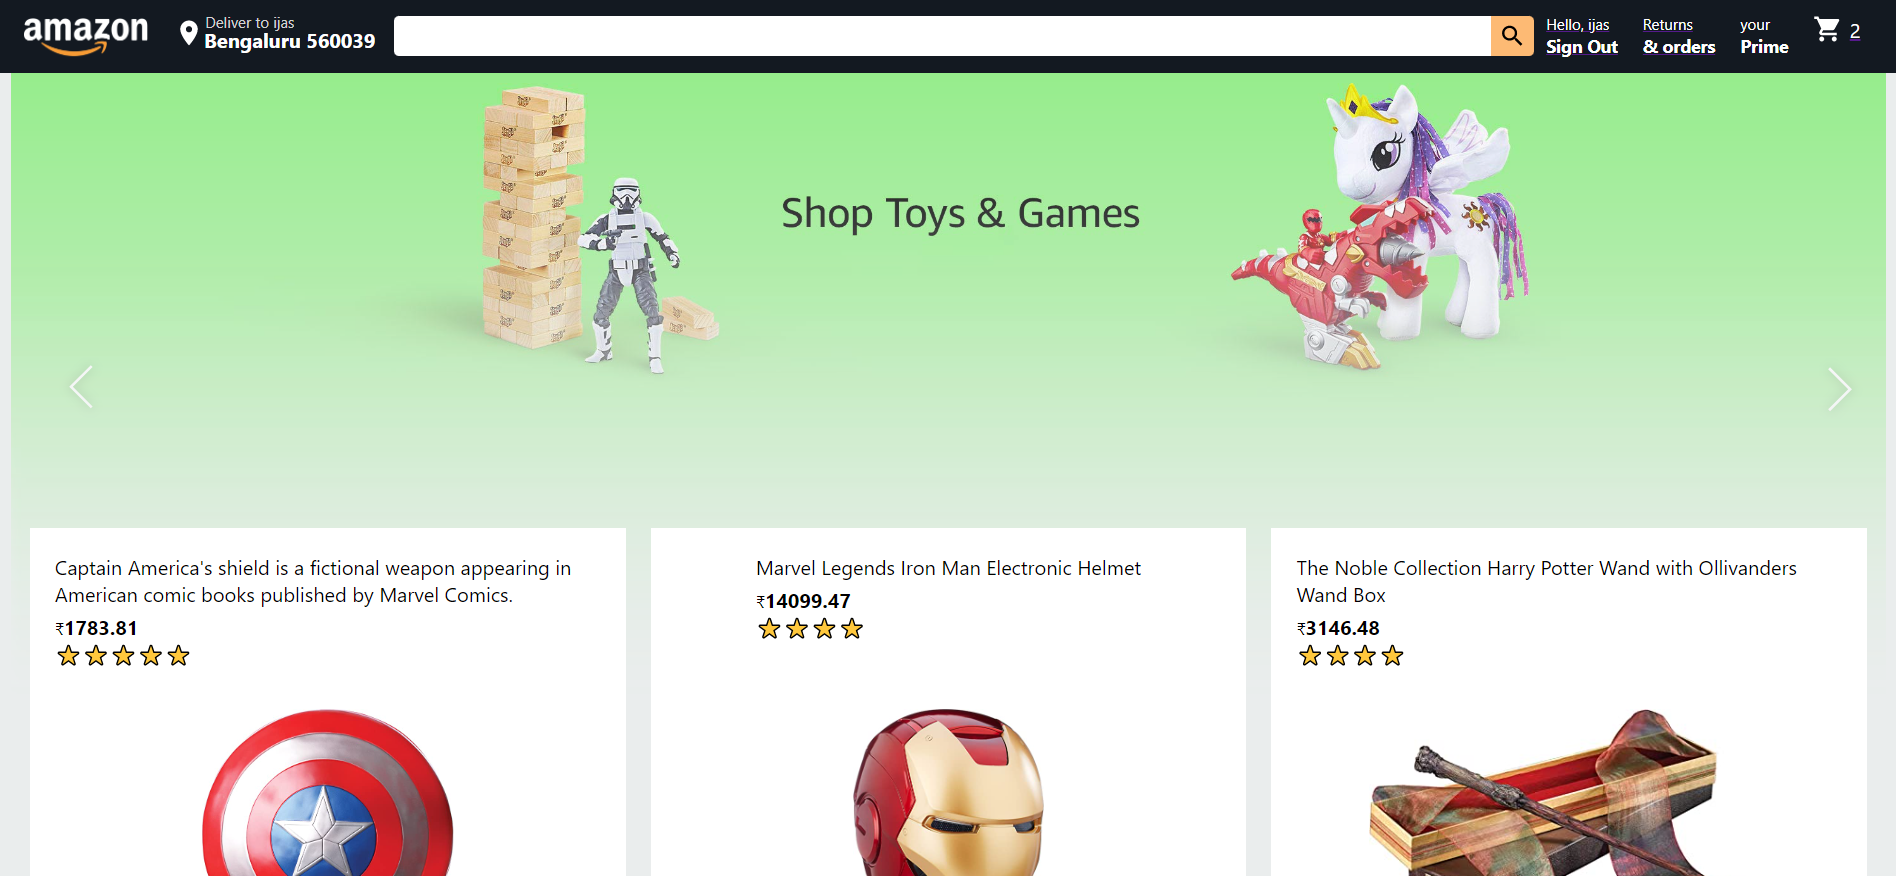 amazon
Deliver to ijas
Bengaluru 560039
Hello, ijas
Sign Out
Returns
& orders
your
Prime
2
Shop Toys & Games
Captain America's shield is a fictional weapon appearing in
American comic books published by Marvel Comics.
₹1783.81
Marvel Legends Iron Man Electronic Helmet
₹14099.47
The Noble Collection Harry Potter Wand with Ollivanders
Wand Box
₹3146.48